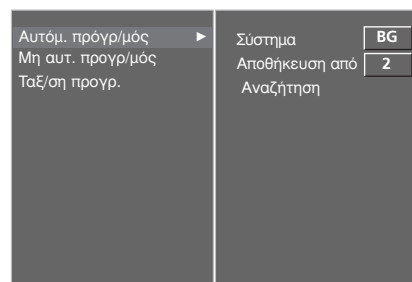 Αυτόμ. πρόγρ/μός ►
Μη αυτ. προγρ/μός
Ταξ/ση προγρ.
Σύστημα BG
Αποθήκευση από 2
Αναζήτηση